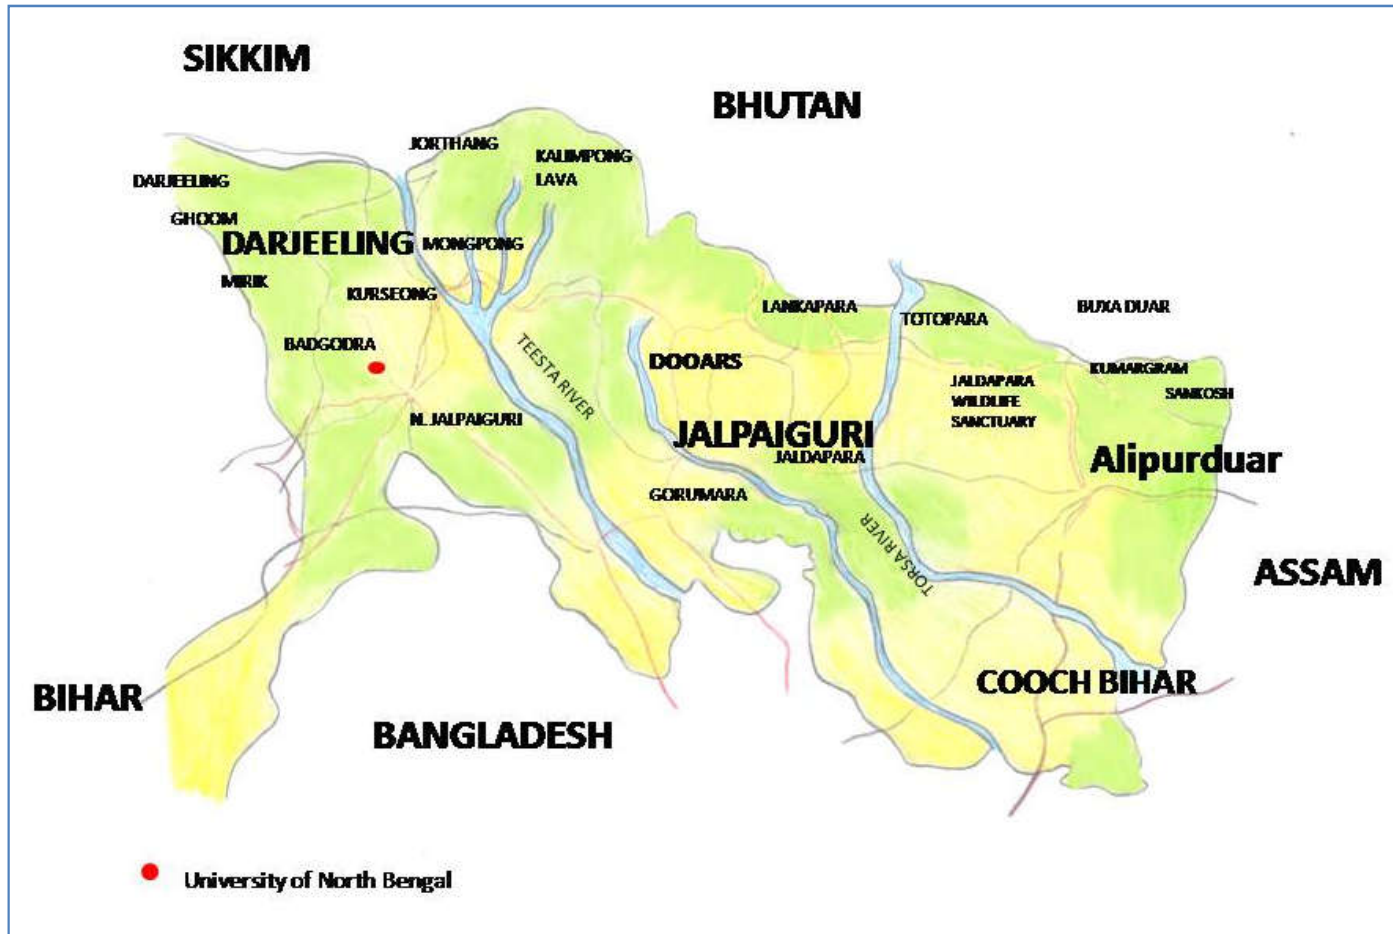 SIKKIM
BHUTAN
JORTHANG
KALIMPONG
LAVA
DARJEELING
GHOOM
DARJEELING
MONGPONG
MIRIK
KURSEONG
LANKAPARA
TOTOPARA
BUXA DUAR
BADGODRA
TEESTA RIVER
DOOARS
KUMARGRAM
JALDAPARA
WILDLIFE
SANCTUARY
SANKOSH
N. JALPAIGURI
JALPAIGURI
JALDAPARA
Alipurduar
GORUMARA
TORSA RIVER
ASSAM
COOCH BIHAR
BIHAR
BANGLADESH
University of North Bengal